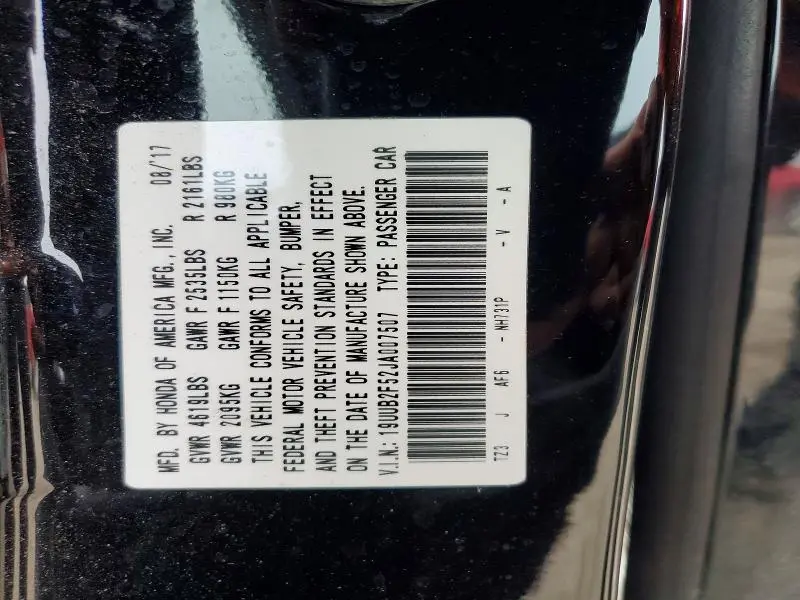 MFD. BY HONDA OF AMERICA MFG., INC. 08/'17
GVWR 4619LBS GAWR F 2535LBS R 2161LBS
GVWR 2095KG GAWR F 1150KG R 980KG
THIS VEHICLE CONFORMS TO ALL APPLICABLE
FEDERAL MOTOR VEHICLE SAFETY, BUMPER,
AND THEFT PREVENTION STANDARDS IN EFFECT
ON THE DATE OF MANUFACTURE SHOWN ABOVE.
V.I.N.: 19UUB2F52JA007507 TYPE: PASSENGER CAR
TZ3 J AF6 - NH731P - V - A